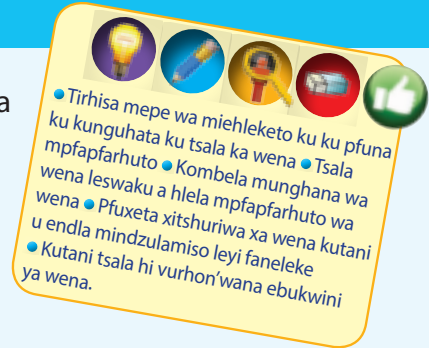 a
• Tirhisa mepe wa miehleketo ku ku pfuna
ku kunguhata ku tsala ka wena • Tsala
mpfapfarhuto • Kombela munghana wa
wena leswaku a hlela mpfapfarhuto wa
wena • Pfuxeta xitshuriwa xa wena kutani
u endla mindzulamiso leyi faneleke
• Kutani tsala hi vurhon’wana ebukwini
ya wena.